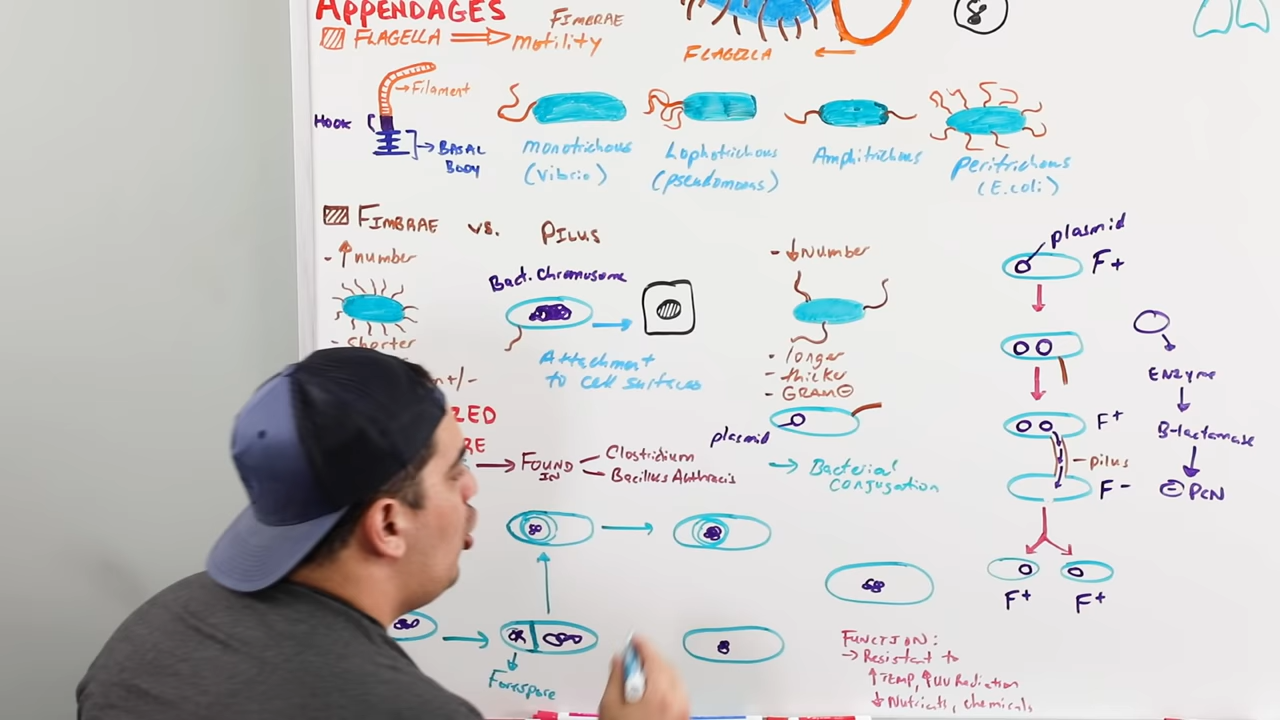 APPENDAGES
FIMBRAE
FLAGELLA
motility
FLAGELLA
8
Filament
HOOK
BASAL
BODY
monotrichous
(vibrio)
Lophotrichous
(pseudomonas)
Amphitrichous
peritrichous
(E.coli)
FIMBRAE vs. PILUS
- ↑ number
- Shorter
+/-
Bact. Chromosome
Attachment
to cell surfaces
- ↓ Number
- longer
- thicker
- GRAM ⊖
plasmid
→ Bacterial
CONJUGATION
plasmid
F+
F+
pilus
F-
F+
F+
ENZYME
B-lactamase
⊖ PCN
ZED
RE
FOUND
IN
Clostridium
Bacillus Anthracis
Forespore
FUNCTION:
→ Resistant to
↑TEMP, ↑UV Radiation
↓ Nutrients, chemicals